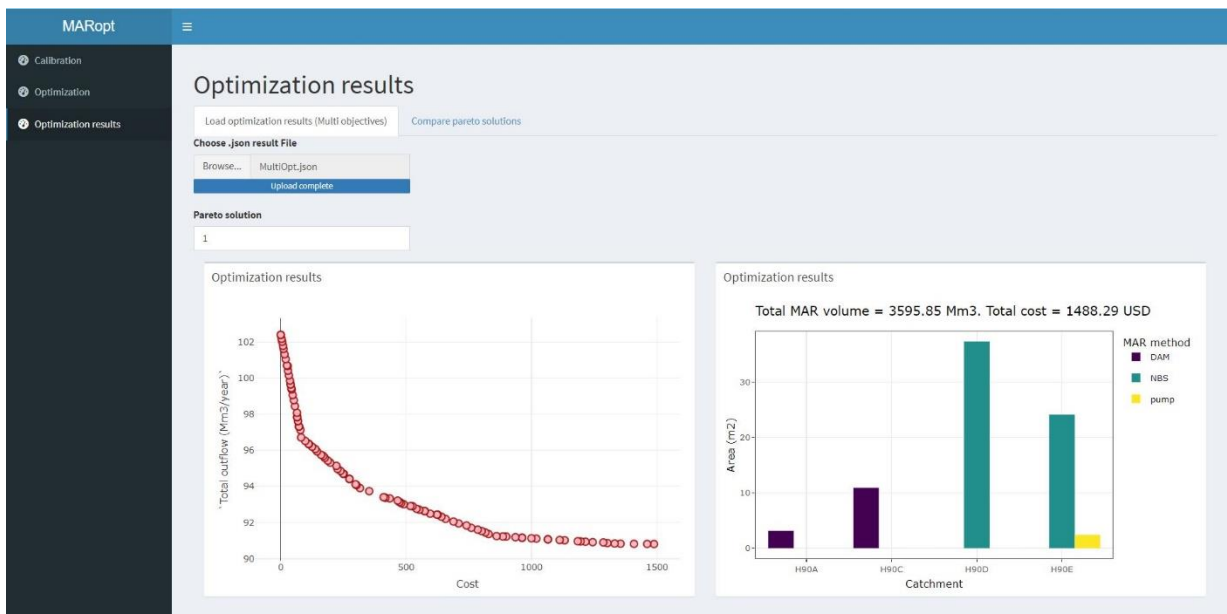 MARopt
Calibration
Optimization
Optimization results
Optimization results
Load optimization results (Multi objectives) Compare pareto solutions
Choose .json result File
Browse... MultiOpt.json
Upload complete
Pareto solution
1
Optimization results
102
100
98
96
94
92
90
`Total outflow (Mm3/year)`
0 500 1000 1500
Cost
Optimization results
Total MAR volume = 3595.85 Mm3. Total cost = 1488.29 USD
MAR method
DAM
NBS
pump
30
20
10
0
Area (m2)
H90A H90C H90D H90E
Catchment